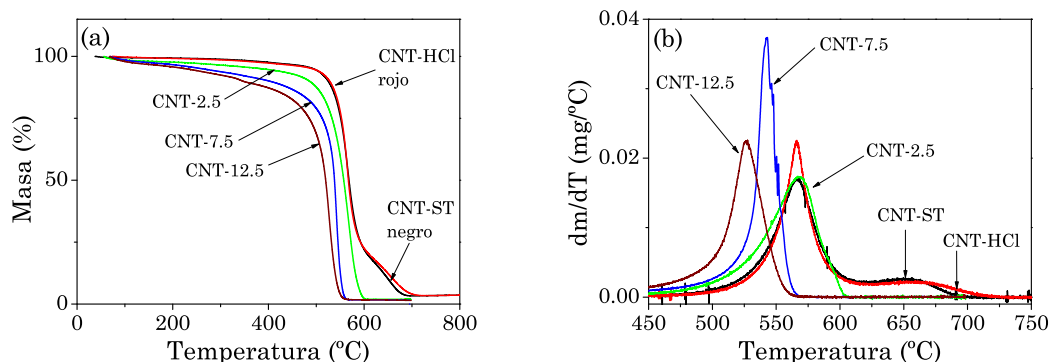 (a)
100
50
0
Masa (%)
CNT-HCl
rojo
CNT-2.5
CNT-7.5
CNT-12.5
CNT-ST
negro
0 200 400 600 800
Temperatura (ºC)
(b)
0.04
0.02
0.00
dm/dT (mg/ºC)
CNT-7.5
CNT-12.5
CNT-2.5
CNT-ST
CNT-HCl
450 500 550 600 650 700 750
Temperatura (ºC)